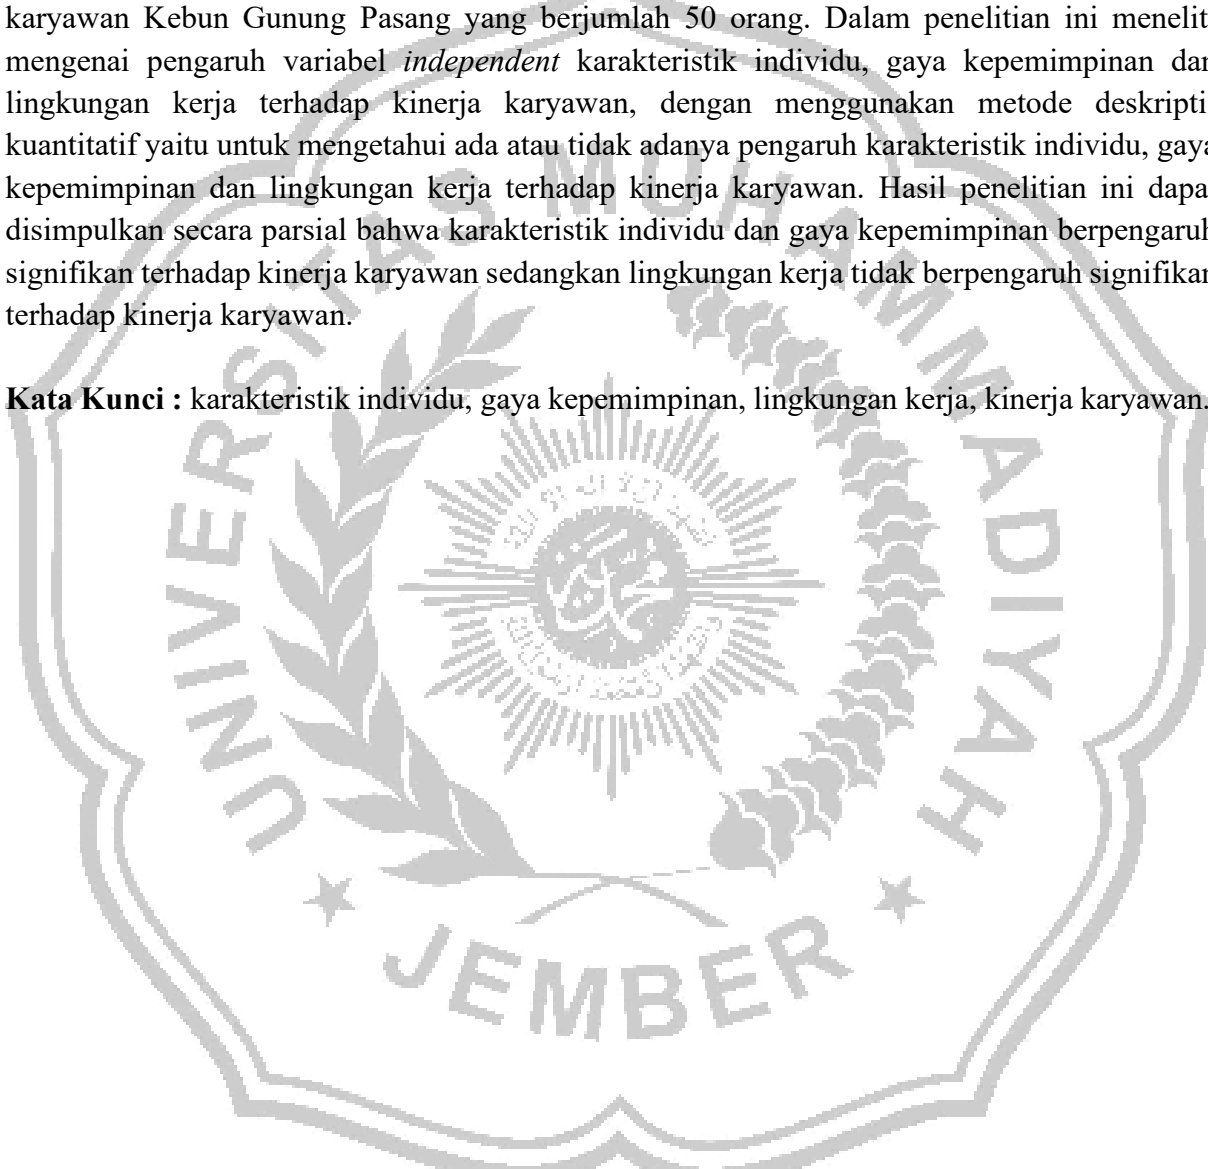 karyawan Kebun Gunung Pasang yang berjumlah 50 orang. Dalam penelitian ini menelit
mengenai pengaruh variabel independent karakteristik individu, gaya kepemimpinan dan
lingkungan kerja terhadap kinerja karyawan, dengan menggunakan metode deskripti
kuantitatif yaitu untuk mengetahui ada atau tidak adanya pengaruh karakteristik individu, gaya
kepemimpinan dan lingkungan kerja terhadap kinerja karyawan. Hasil penelitian ini dapa
disimpulkan secara parsial bahwa karakteristik individu dan gaya kepemimpinan berpengaruh
signifikan terhadap kinerja karyawan sedangkan lingkungan kerja tidak berpengaruh signifikan
terhadap kinerja karyawan.
Kata Kunci : karakteristik individu, gaya kepemimpinan, lingkungan kerja, kinerja karyawan.
UNIVERSITAS MUHAMMADIYAH
JEMBER